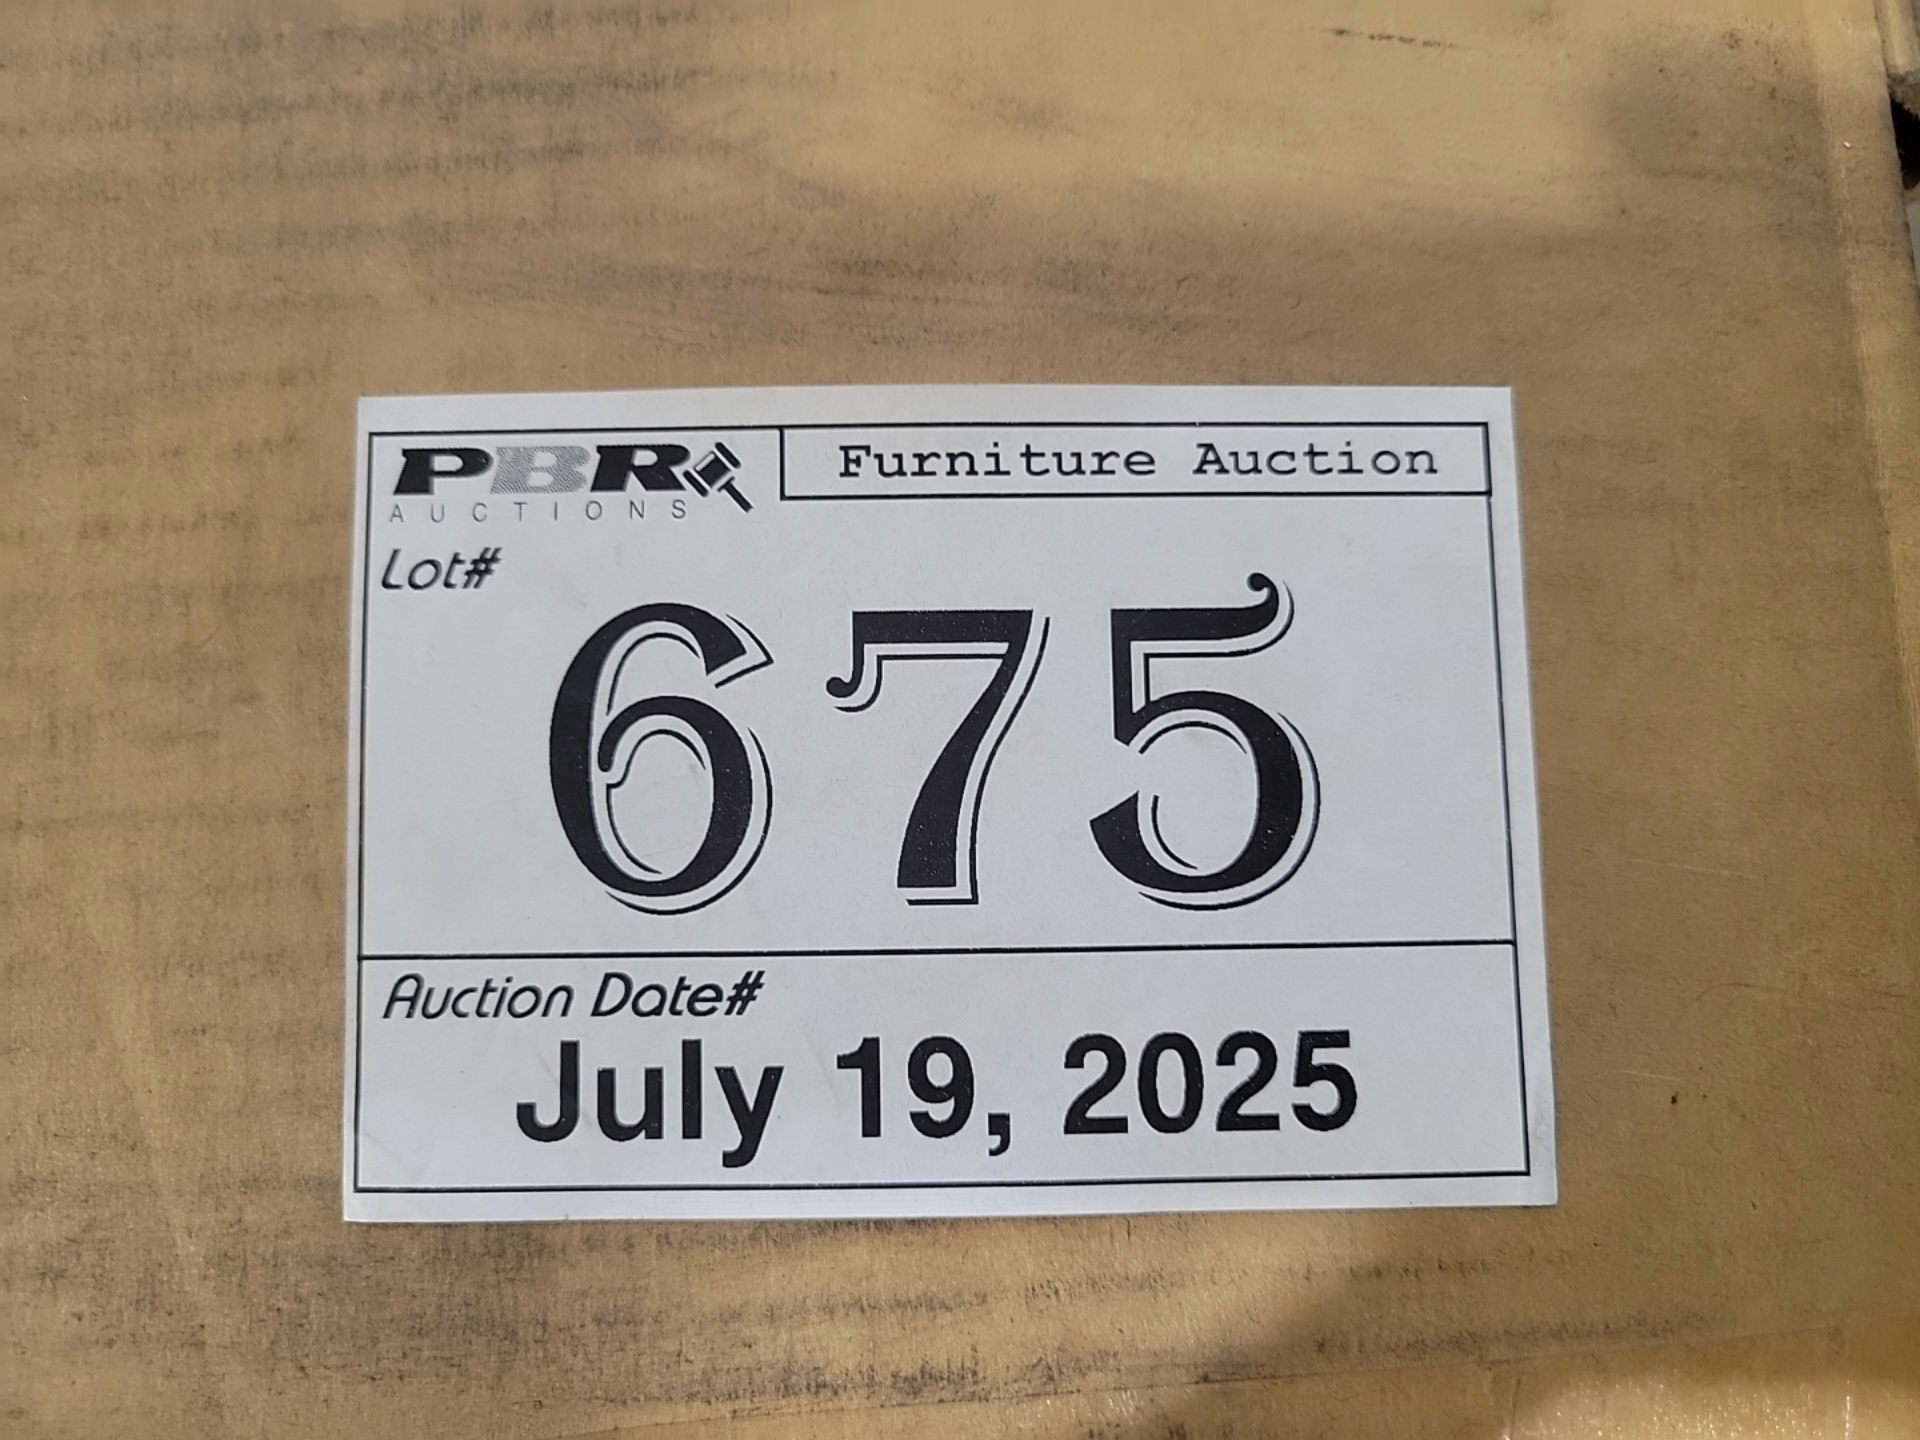 PBR
AUCTIONS
Furniture Auction
Lot#
675
Auction Date#
July 19, 2025